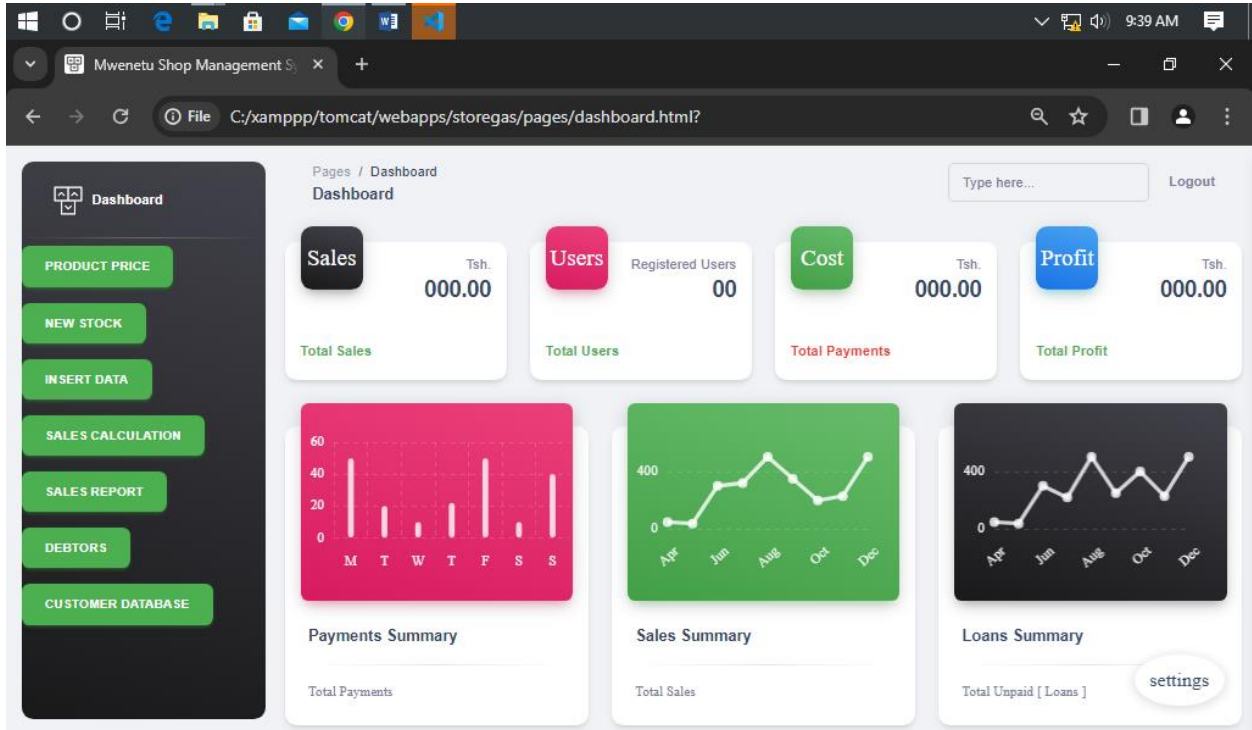 9:39 AM
Mwenetu Shop Management Sy
File C:/xamppp/tomcat/webapps/storegas/pages/dashboard.html?
Dashboard
PRODUCT PRICE
NEW STOCK
INSERT DATA
SALES CALCULATION
SALES REPORT
DEBTORS
CUSTOMER DATABASE
Pages / Dashboard
Dashboard
Type here...
Logout
Sales
Tsh.
000.00
Total Sales
Users
Registered Users
00
Total Users
Cost
Tsh.
000.00
Total Payments
Profit
Tsh.
000.00
Total Profit
60
40
20
0
M T W T F S S
Payments Summary
Total Payments
400
0
Apr Jun Aug Oct Dec
Sales Summary
Total Sales
400
0
Apr Jun Aug Oct Dec
Loans Summary
Total Unpaid [ Loans ]
settings